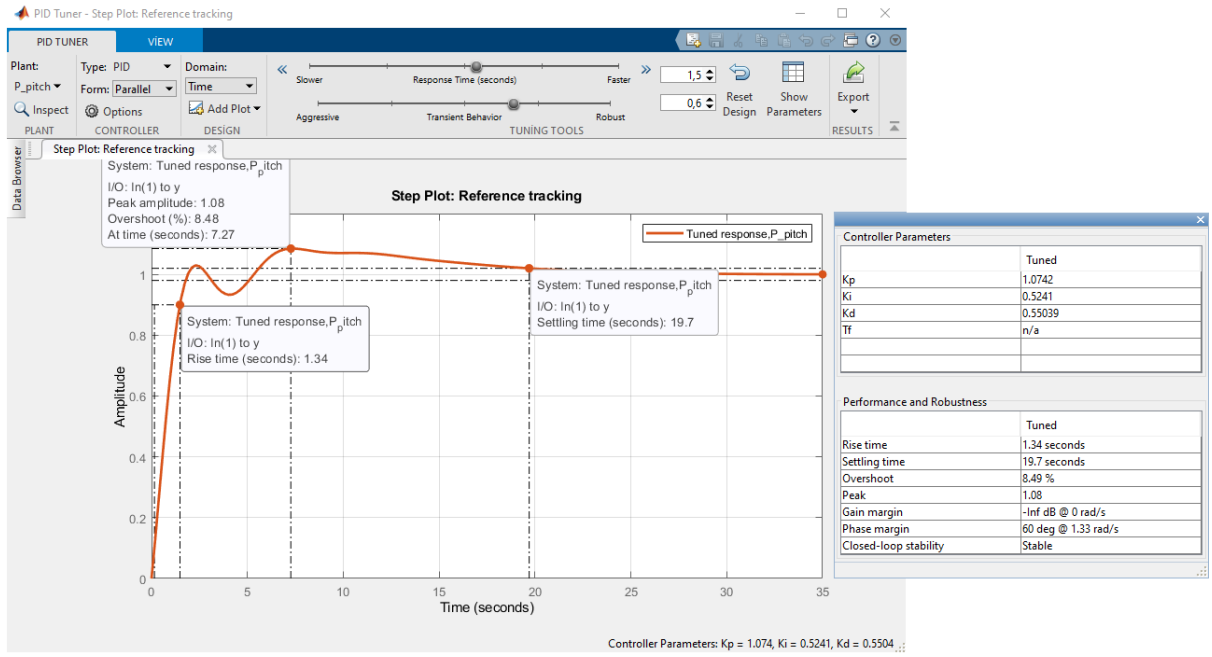 PID Tuner - Step Plot: Reference tracking
PID TUNER
VİEW
Plant:
P_pitch
Inspect
PLANT
Type: PID
Form: Parallel
Options
CONTROLLER
Domain:
Time
Add Plot
DESİGN
Slower
Response Time (seconds)
Faster
Aggressive
Transient Behavior
Robust
TUNİNG TOOLS
1,5
0,6
Reset
Design
Show
Parameters
Export
RESULTS
Data Browser
Step Plot: Reference tracking
System: Tuned response,P_pitch
I/O: In(1) to y
Peak amplitude: 1.08
Overshoot (%): 8.48
At time (seconds): 7.27
Step Plot: Reference tracking
Tuned response,P_pitch
System: Tuned response,P_pitch
I/O: In(1) to y
Settling time (seconds): 19.7
System: Tuned response,P_pitch
I/O: In(1) to y
Rise time (seconds): 1.34
Amplitude
1
0.8
0.6
0.4
0.2
0
0
5
10
15
20
25
30
35
Time (seconds)
Controller Parameters: Kp = 1.074, Ki = 0.5241, Kd = 0.5504
Controller Parameters
Tuned
Kp 1.0742
Ki 0.5241
Kd 0.55039
Tf n/a
Performance and Robustness
Tuned
Rise time 1.34 seconds
Settling time 19.7 seconds
Overshoot 8.49 %
Peak 1.08
Gain margin -Inf dB @ 0 rad/s
Phase margin 60 deg @ 1.33 rad/s
Closed-loop stability Stable